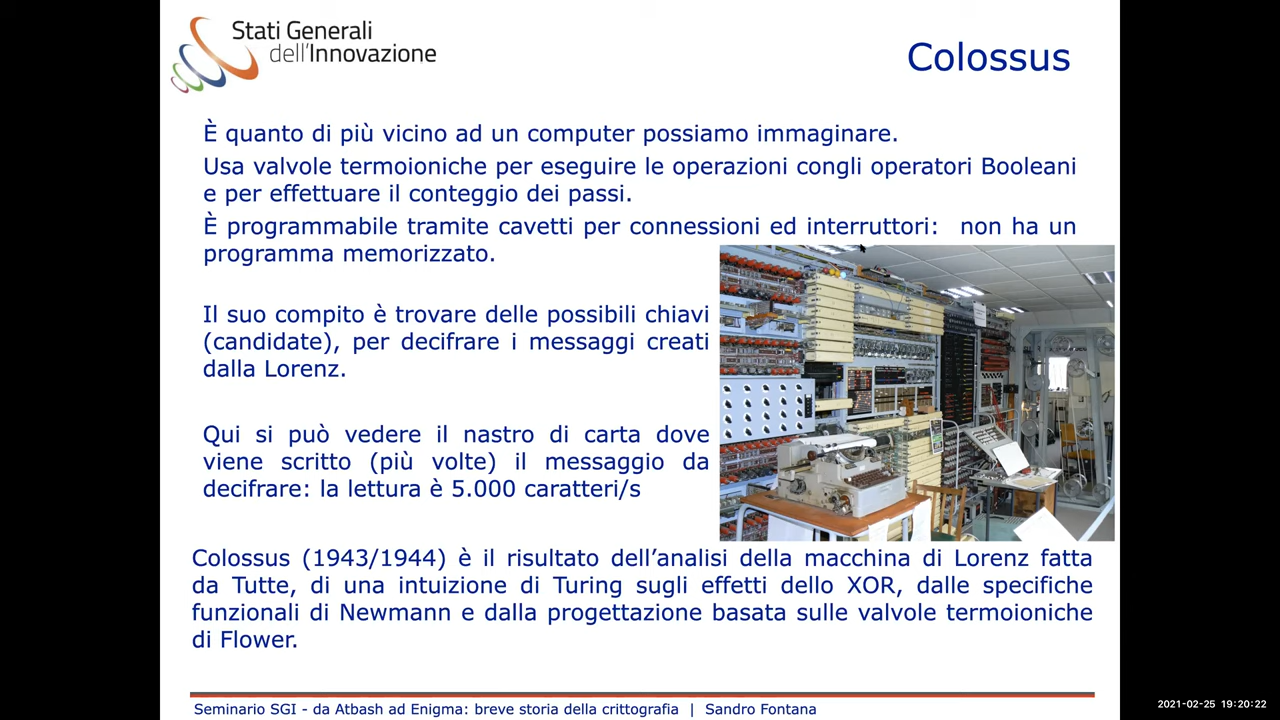 Stati Generali
dell'Innovazione
Colossus
È quanto di più vicino ad un computer possiamo immaginare.
Usa valvole termoioniche per eseguire le operazioni congli operatori Booleani
e per effettuare il conteggio dei passi.
È programmabile tramite cavetti per connessioni ed interruttori: non ha un
programma memorizzato.
Il suo compito è trovare delle possibili chiavi
(candidate), per decifrare i messaggi creati
dalla Lorenz.
Qui si può vedere il nastro di carta dove
viene scritto (più volte) il messaggio da
decifrare: la lettura è 5.000 caratteri/s
Colossus (1943/1944) è il risultato dell’analisi della macchina di Lorenz fatta
da Tutte, di una intuizione di Turing sugli effetti dello XOR, dalle specifiche
funzionali di Newmann e dalla progettazione basata sulle valvole termoioniche
di Flower.
Seminario SGI - da Atbash ad Enigma: breve storia della crittografia | Sandro Fontana
2021-02-25 19:20:22